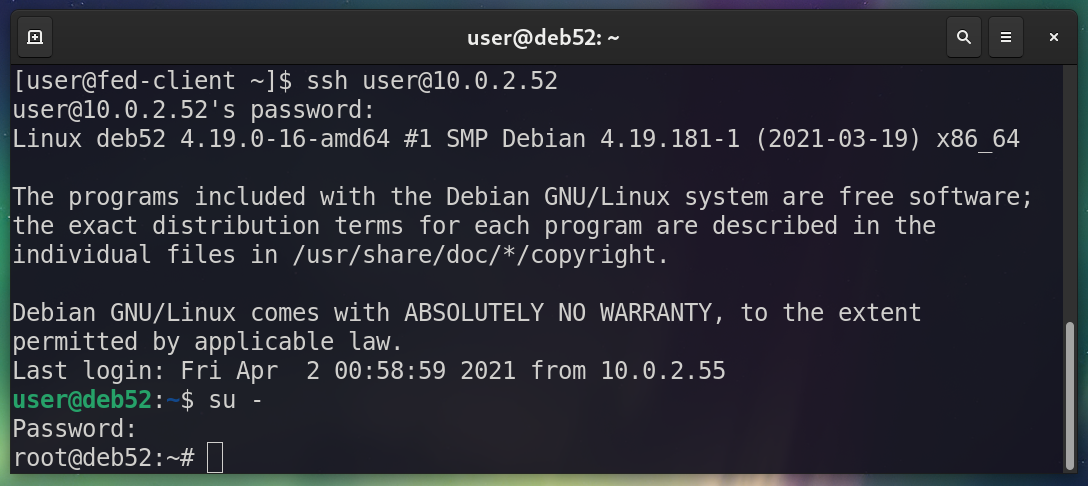 user@deb52: ~
[user@fed-client ~]$ ssh user@10.0.2.52
user@10.0.2.52's password:
Linux deb52 4.19.0-16-amd64 #1 SMP Debian 4.19.181-1 (2021-03-19) x86_64

The programs included with the Debian GNU/Linux system are free software;
the exact distribution terms for each program are described in the
individual files in /usr/share/doc/*/copyright.

Debian GNU/Linux comes with ABSOLUTELY NO WARRANTY, to the extent
permitted by applicable law.
Last login: Fri Apr  2 00:58:59 2021 from 10.0.2.55
user@deb52:~$ su -
Password:
root@deb52:~#